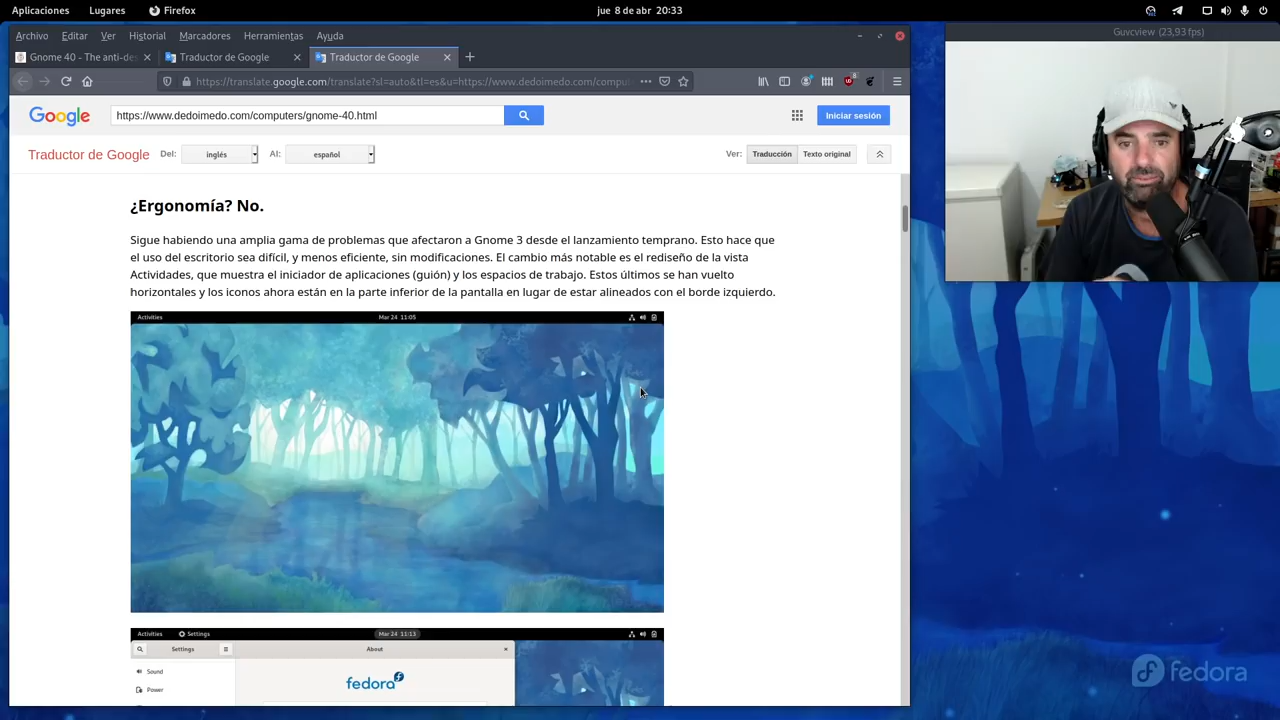 Aplicaciones Lugares Firefox jue 8 de abr 20:33
Archivo Editar Ver Historial Marcadores Herramientas Ayuda
Guvcview (23,93 fps)
Gnome 40 - The anti-des Traductor de Google Traductor de Google
https://translate.google.com/translate?sl=auto&tl=es&u=https://www.dedoimedo.com/compu
8
Google https://www.dedoimedo.com/computers/gnome-40.html Iniciar sesión
Traductor de Google Del: inglés Al: español Ver: Traducción Texto original
¿Ergonomía? No.
Sigue habiendo una amplia gama de problemas que afectaron a Gnome 3 desde el lanzamiento temprano. Esto hace que
el uso del escritorio sea difícil, y menos eficiente, sin modificaciones. El cambio más notable es el rediseño de la vista
Actividades, que muestra el iniciador de aplicaciones (guión) y los espacios de trabajo. Estos últimos se han vuelto
horizontales y los iconos ahora están en la parte inferior de la pantalla en lugar de estar alineados con el borde izquierdo.
Activities Mar 24 11:05
Activities Settings Mar 24 11:13
Settings About
Sound
fedora
Power
fedora